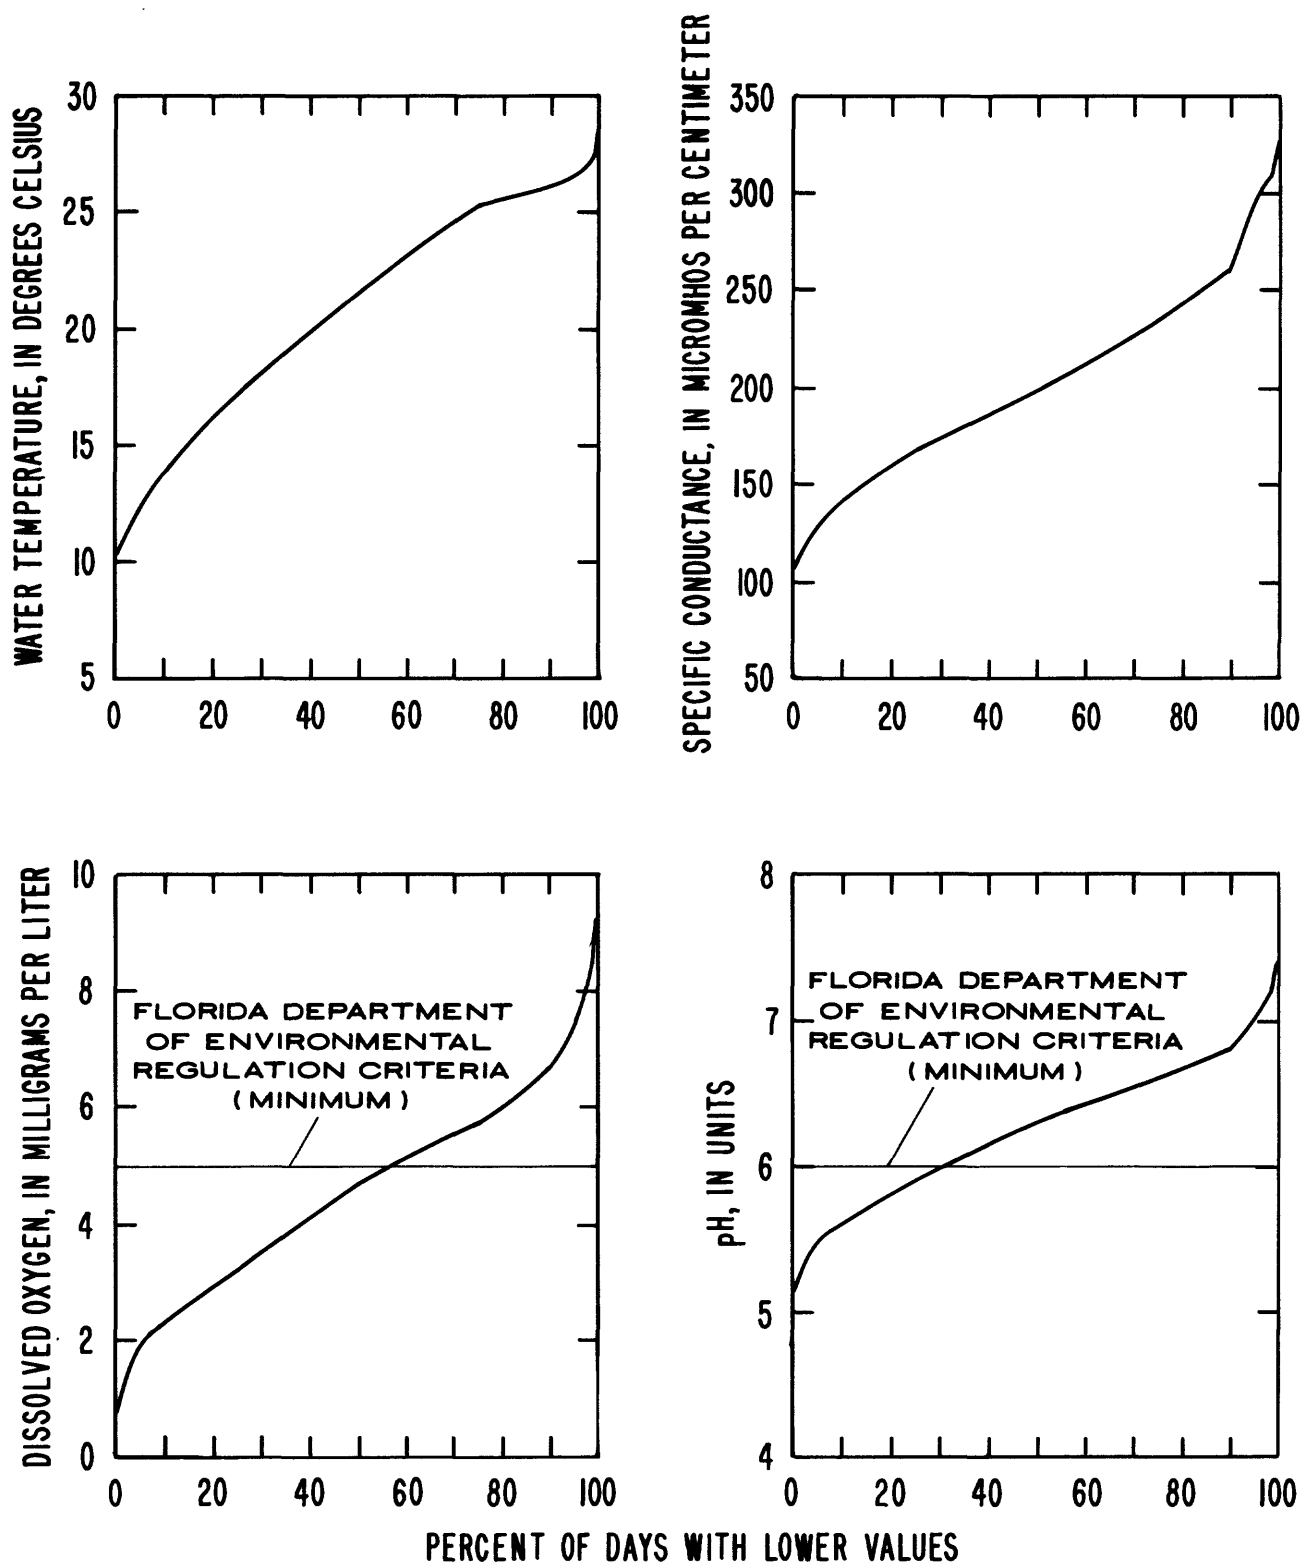 WATER TEMPERATURE, IN DEGREES CELSIUS
30
25
20
15
10
5
0 20 40 60 80 100
SPECIFIC CONDUCTANCE, IN MICROMHOS PER CENTIMETER
350
300
250
200
150
100
50
0 20 40 60 80 100
DISSOLVED OXYGEN, IN MILLIGRAMS PER LITER
10
8
6
4
2
0
FLORIDA DEPARTMENT
OF ENVIRONMENTAL
REGULATION CRITERIA
(MINIMUM)
0 20 40 60 80 100
pH, IN UNITS
8
7
6
5
4
FLORIDA DEPARTMENT
OF ENVIRONMENTAL
REGULATION CRITERIA
(MINIMUM)
0 20 40 60 80 100
PERCENT OF DAYS WITH LOWER VALUES